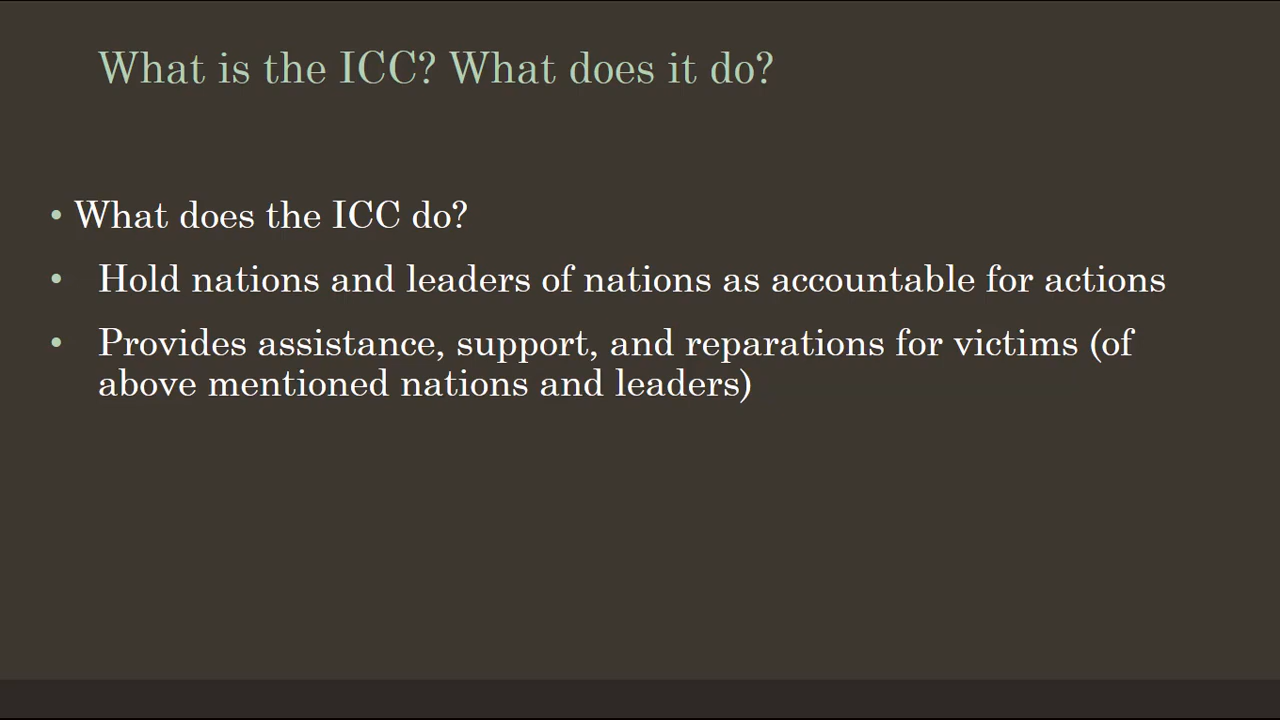 What is the ICC? What does it do?
• What does the ICC do?
• Hold nations and leaders of nations as accountable for actions
• Provides assistance, support, and reparations for victims (of
above mentioned nations and leaders)